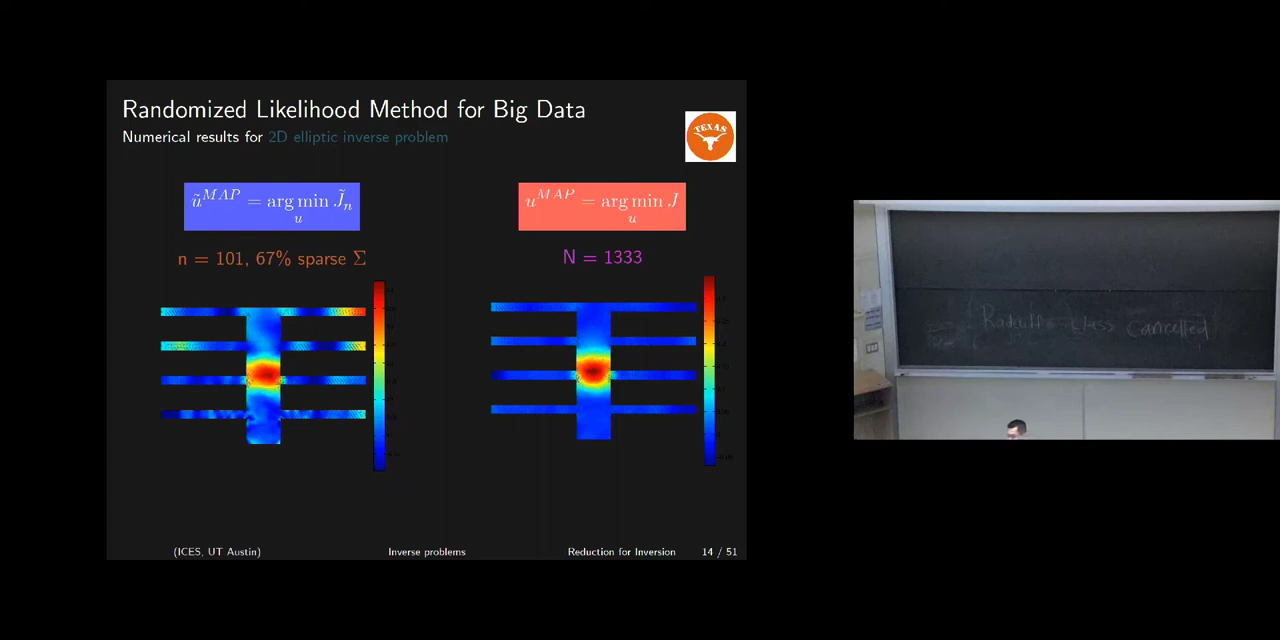 Randomized Likelihood Method for Big Data
Numerical results for 2D elliptic inverse problem
TEXAS
ũ^MAP = arg min_u J̃_n
u^MAP = arg min_u J
n = 101, 67% sparse Σ
N = 1333
class Cancelled
(ICES, UT Austin) Inverse problems Reduction for Inversion 14 / 51